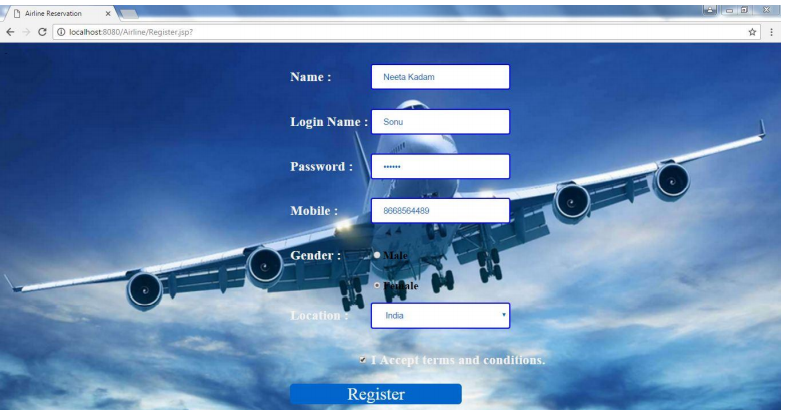 Airline Reservation
localhost:8080/Airline/Register.jsp?
Name : Neeta Kadam
Login Name : Sonu
Password : ••••••
Mobile : 8668564489
Gender : Male
Female
Location : India
I Accept terms and conditions.
Register